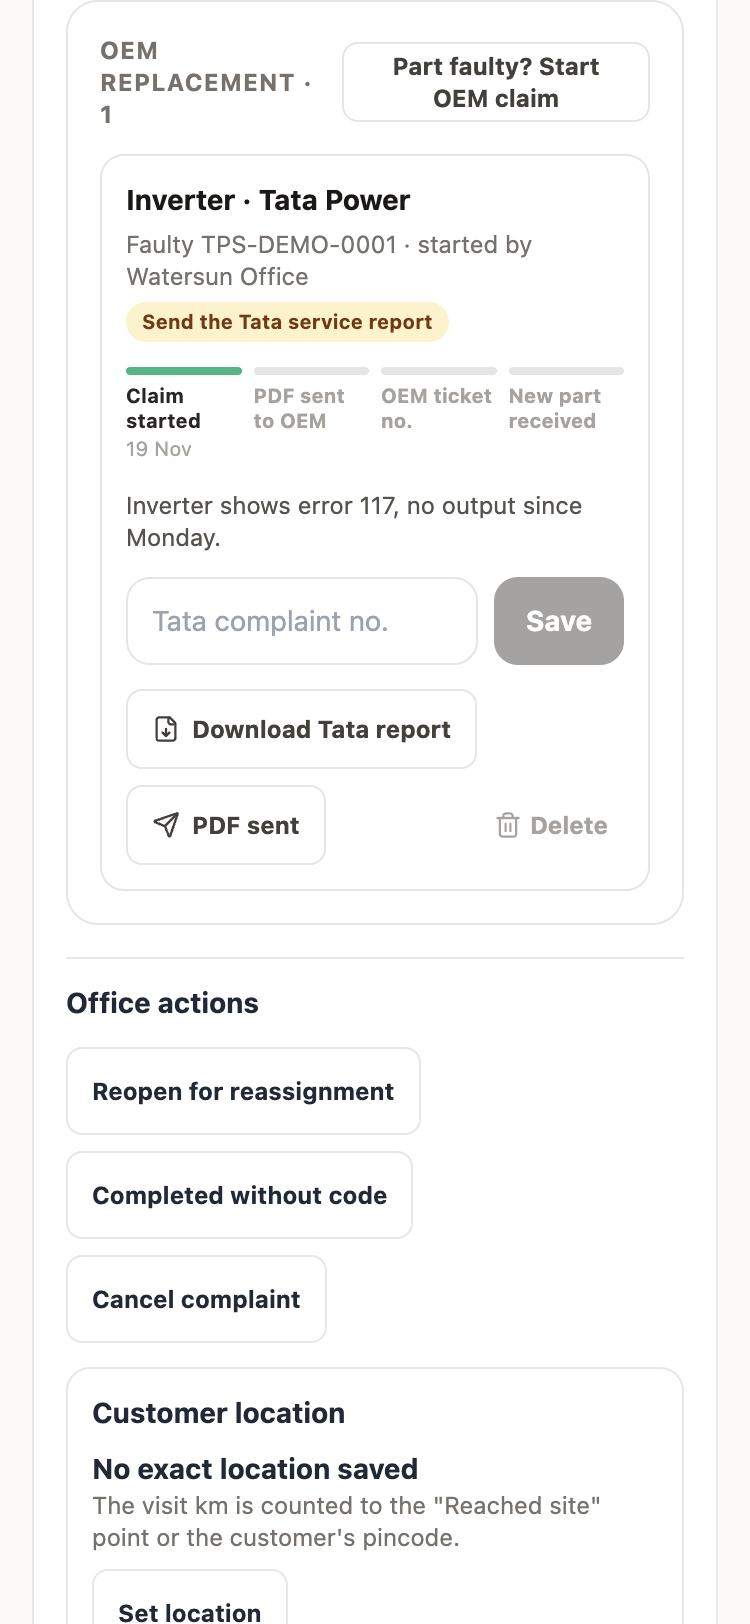 OEM
REPLACEMENT ·
1
Part faulty? Start
OEM claim
Inverter · Tata Power
Faulty TPS-DEMO-0001 · started by
Watersun Office
Send the Tata service report
Claim
started
19 Nov
PDF sent
to OEM
OEM ticket
no.
New part
received
Inverter shows error 117, no output since
Monday.
Tata complaint no.
Save
Download Tata report
PDF sent
Delete
Office actions
Reopen for reassignment
Completed without code
Cancel complaint
Customer location
No exact location saved
The visit km is counted to the "Reached site"
point or the customer's pincode.
Set location